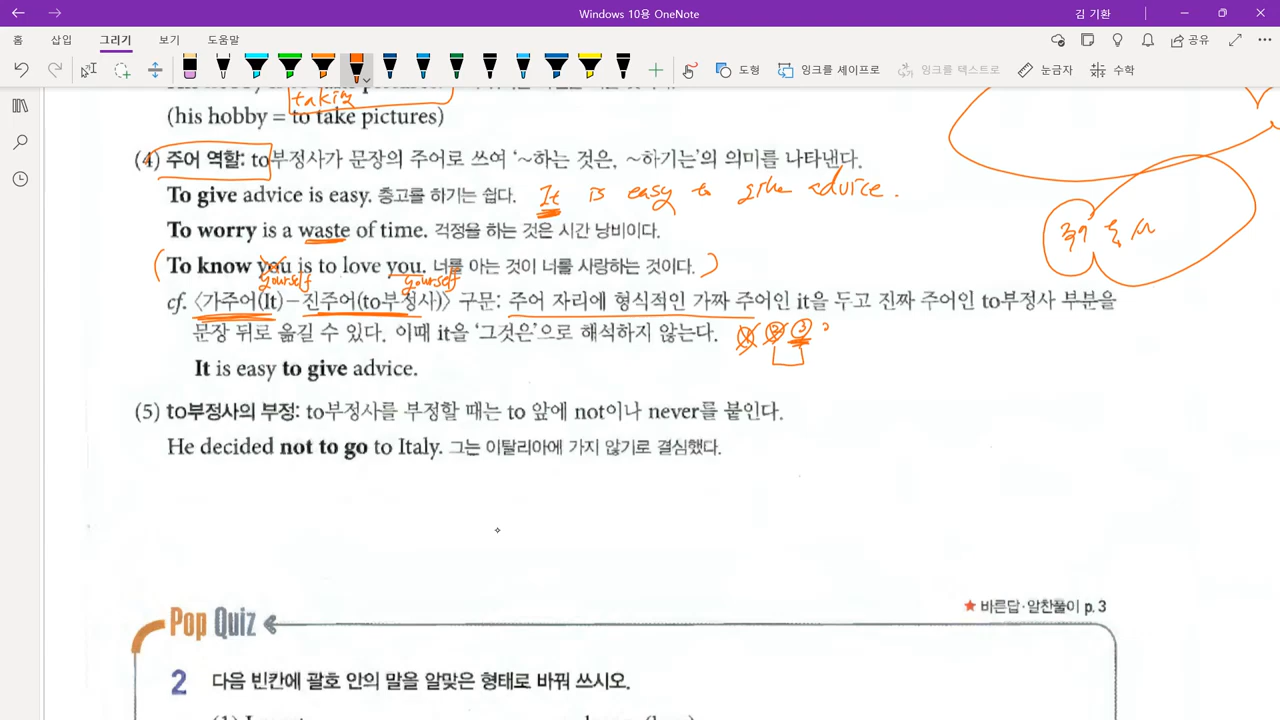 Windows 10용 OneNote
김 기환
홈 삽입 그리기 보기 도움말
공유
도형 잉크를 셰이프로 잉크를 텍스트로 눈금자 수학
taking
(his hobby = to take pictures)
(4) 주어 역할: to부정사가 문장의 주어로 쓰여 '~하는 것은, ~하기는'의 의미를 나타낸다.
To give advice is easy. 충고를 하기는 쉽다. It is easy to give advice.
To worry is a waste of time. 걱정을 하는 것은 시간 낭비이다.
(To know you is to love you. 너를 아는 것이 너를 사랑하는 것이다.)
yourself yourself
cf. 〈가주어(It)−진주어(to부정사)〉 구문: 주어 자리에 형식적인 가짜 주어인 it을 두고 진짜 주어인 to부정사 부분을
문장 뒤로 옮길 수 있다. 이때 it을 '그것은'으로 해석하지 않는다. ① ② ③
It is easy to give advice.
(5) to부정사의 부정: to부정사를 부정할 때는 to 앞에 not이나 never를 붙인다.
He decided not to go to Italy. 그는 이탈리아에 가지 않기로 결심했다.
★ 바른답·알찬풀이 p. 3
Pop Quiz
2 다음 빈칸에 괄호 안의 말을 알맞은 형태로 바꿔 쓰시오.